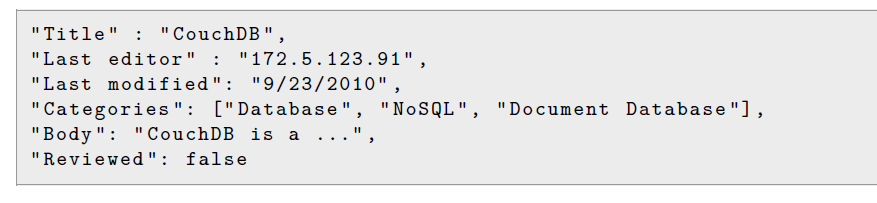 "Title" : "CouchDB",
"Last editor" : "172.5.123.91",
"Last modified": "9/23/2010",
"Categories": ["Database", "NoSQL", "Document Database"],
"Body": "CouchDB is a ...",
"Reviewed": false